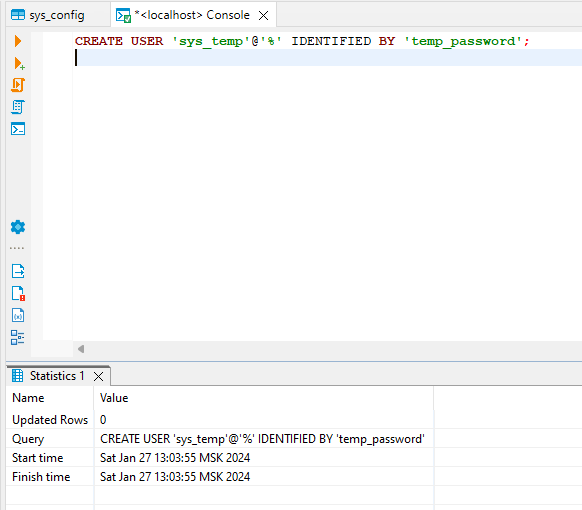 sys_config
*<localhost> Console
CREATE USER 'sys_temp'@'%' IDENTIFIED BY 'temp_password';
Statistics 1
Name Value
Updated Rows 0
Query CREATE USER 'sys_temp'@'%' IDENTIFIED BY 'temp_password'
Start time Sat Jan 27 13:03:55 MSK 2024
Finish time Sat Jan 27 13:03:55 MSK 2024